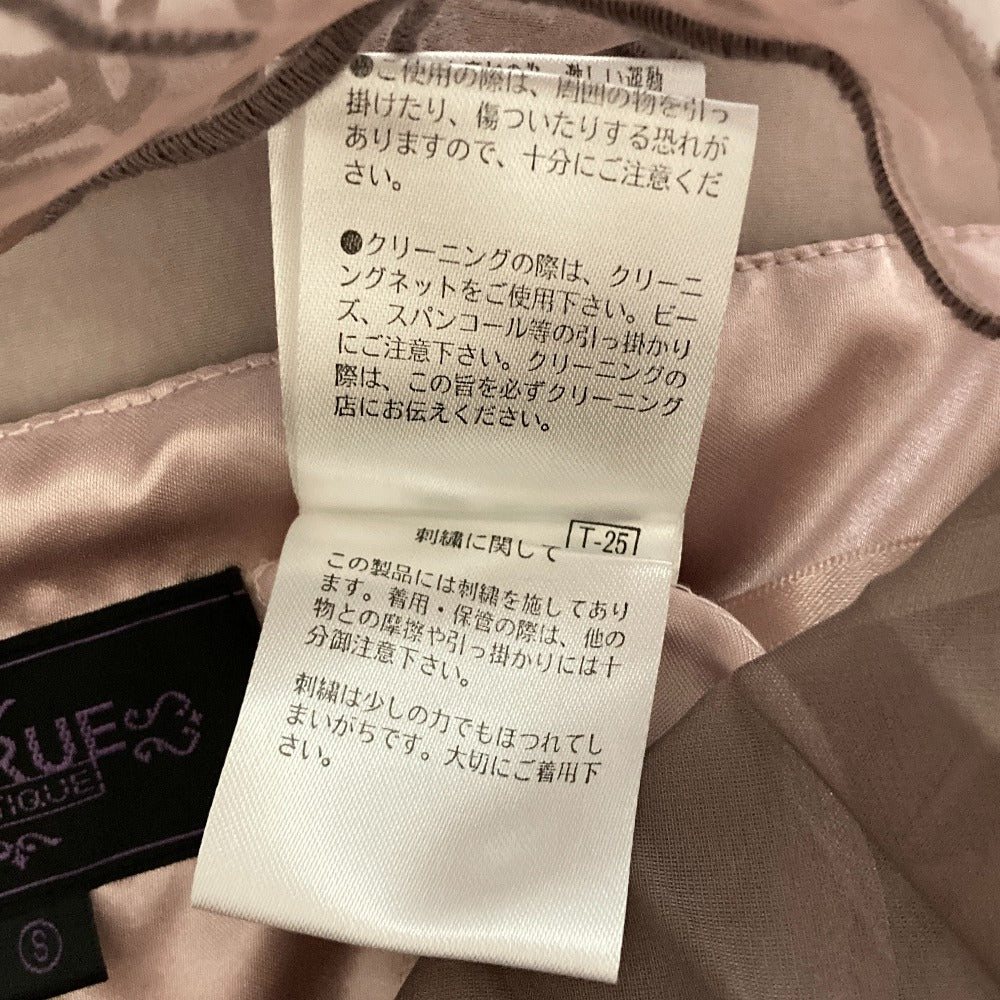 激しい運動
●ご使用の際は、周囲の物を引っ
掛けたり、傷ついたりする恐れが
ありますので、十分にご注意くだ
さい。
●クリーニングの際は、クリーニ
ングネットをご使用下さい。ビー
ズ、スパンコール等の引っ掛かり
にご注意下さい。クリーニングの
際は、この旨を必ずクリーニング
店にお伝えください。
刺繍に関して T-25
この製品には刺繍を施してあり
ます。着用・保管の際は、他の
物との摩擦や引っ掛かりには十
分御注意下さい。
刺繍は少しの力でもほつれてし
まいがちです。大切にご着用下
さい。
RUE
TIQUE
S